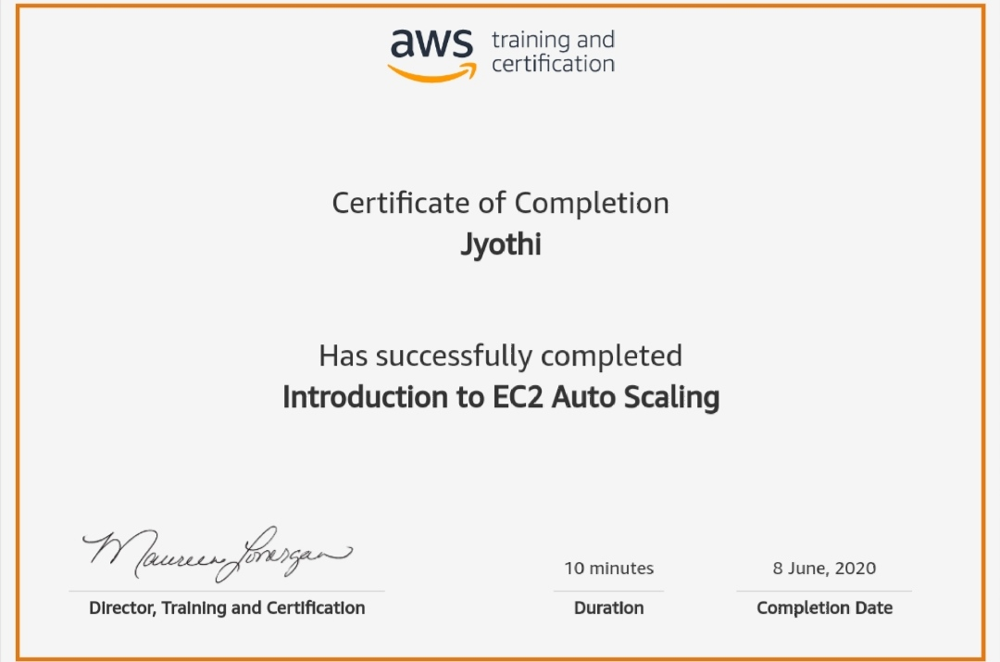 aws training and
certification
Certificate of Completion
Jyothi
Has successfully completed
Introduction to EC2 Auto Scaling
Maureen Lonergan
10 minutes
8 June, 2020
Director, Training and Certification
Duration
Completion Date